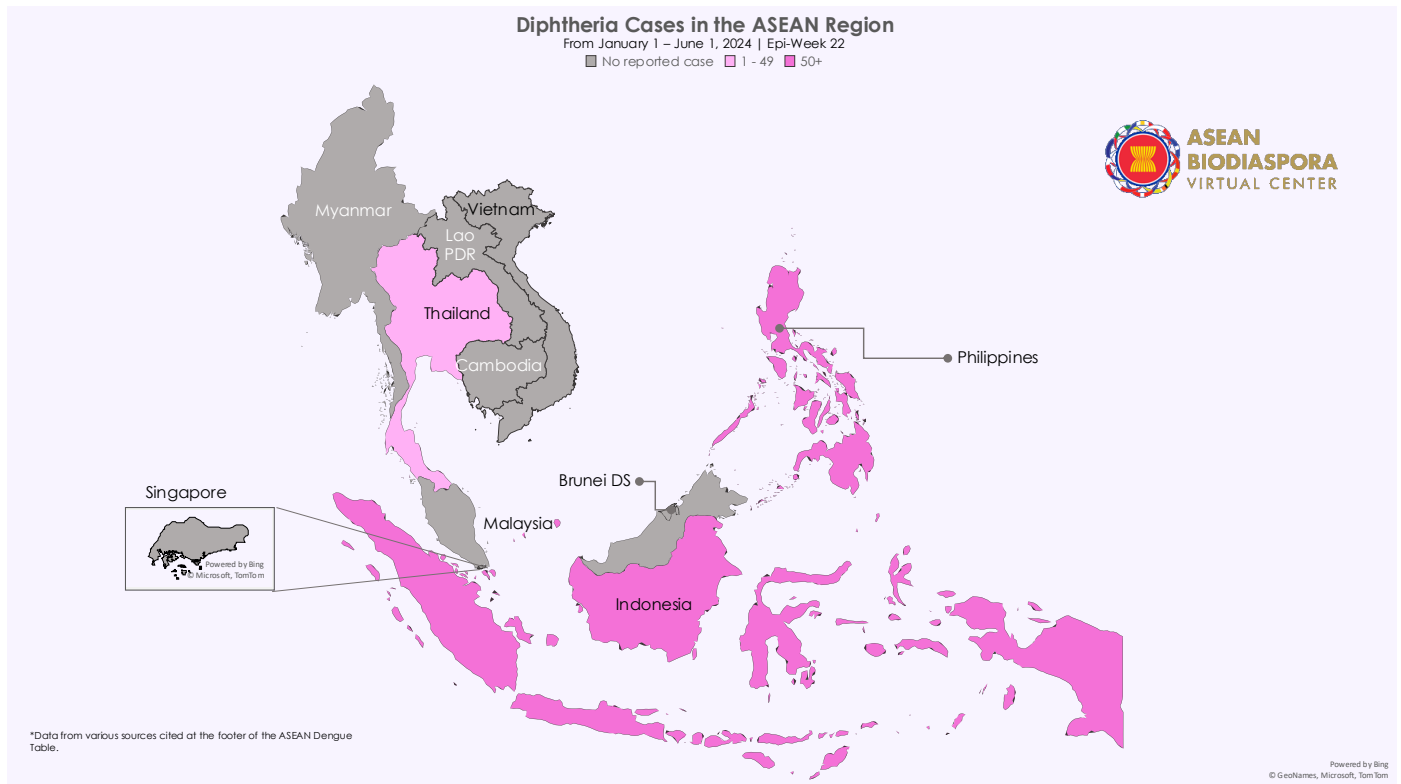 Diphtheria Cases in the ASEAN Region
From January 1 – June 1, 2024 | Epi-Week 22
No reported case 1 - 49 50+
ASEAN
BIODIASPORA
VIRTUAL CENTER
Myanmar
Vietnam
Lao
PDR
Thailand
Cambodia
Philippines
Brunei DS
Singapore
Malaysia
Powered by Bing
© Microsoft, TomTom
Indonesia
*Data from various sources cited at the footer of the ASEAN Dengue
Table.
Powered by Bing
© GeoNames, Microsoft, TomTom